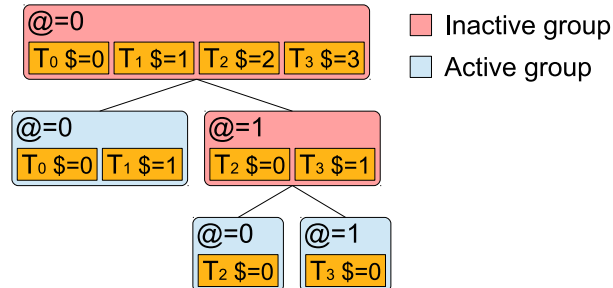 @=0
T₀ $=0 T₁ $=1 T₂ $=2 T₃ $=3
Inactive group
Active group
@=0
T₀ $=0 T₁ $=1
@=1
T₂ $=0 T₃ $=1
@=0
T₂ $=0
@=1
T₃ $=0